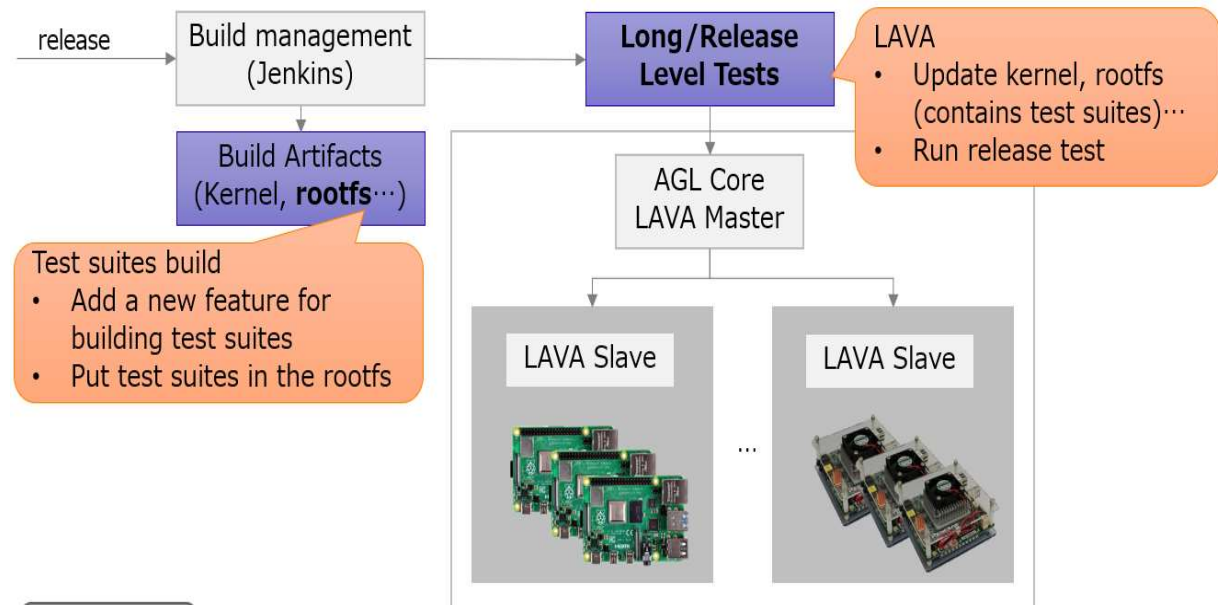 release
Build management
(Jenkins)
Long/Release
Level Tests
LAVA
• Update kernel, rootfs
(contains test suites)⋯
• Run release test
Build Artifacts
(Kernel, rootfs⋯)
AGL Core
LAVA Master
Test suites build
• Add a new feature for
building test suites
• Put test suites in the rootfs
LAVA Slave
LAVA Slave
⋯